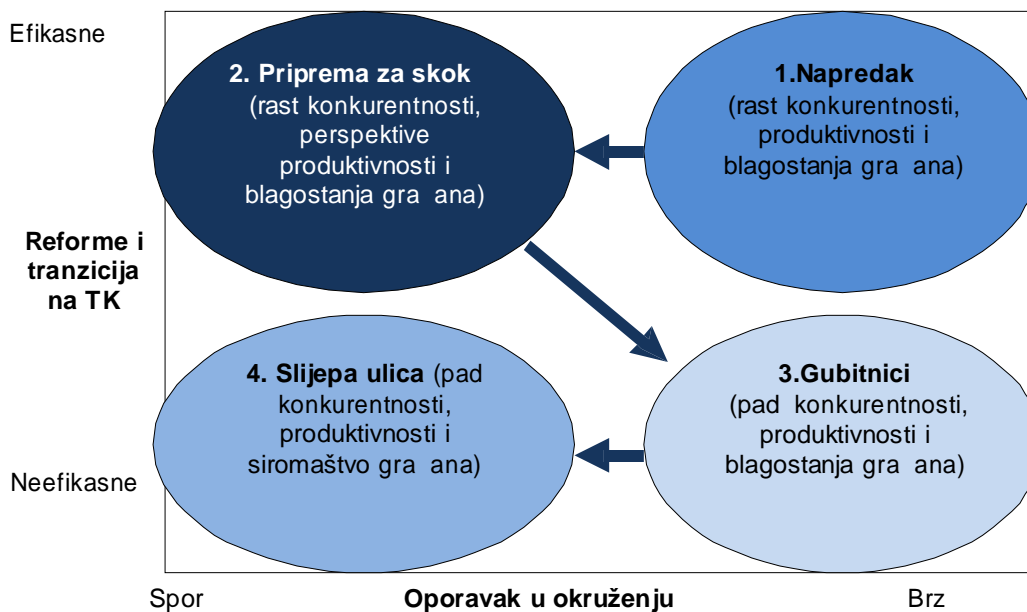 Efikasne
2. Priprema za skok
(rast konkurentnosti,
perspektive
produktivnosti i
blagostanja gra ana)
1.Napredak
(rast konkurentnosti,
produktivnosti i
blagostanja gra ana)
Reforme i
tranzicija
na TK
4. Slijepa ulica (pad
konkurentnosti,
produktivnosti i
siromaštvo gra ana)
3.Gubitnici
(pad konkurentnosti,
produktivnosti i
blagostanja gra ana)
Neefikasne
Spor
Oporavak u okruženju
Brz